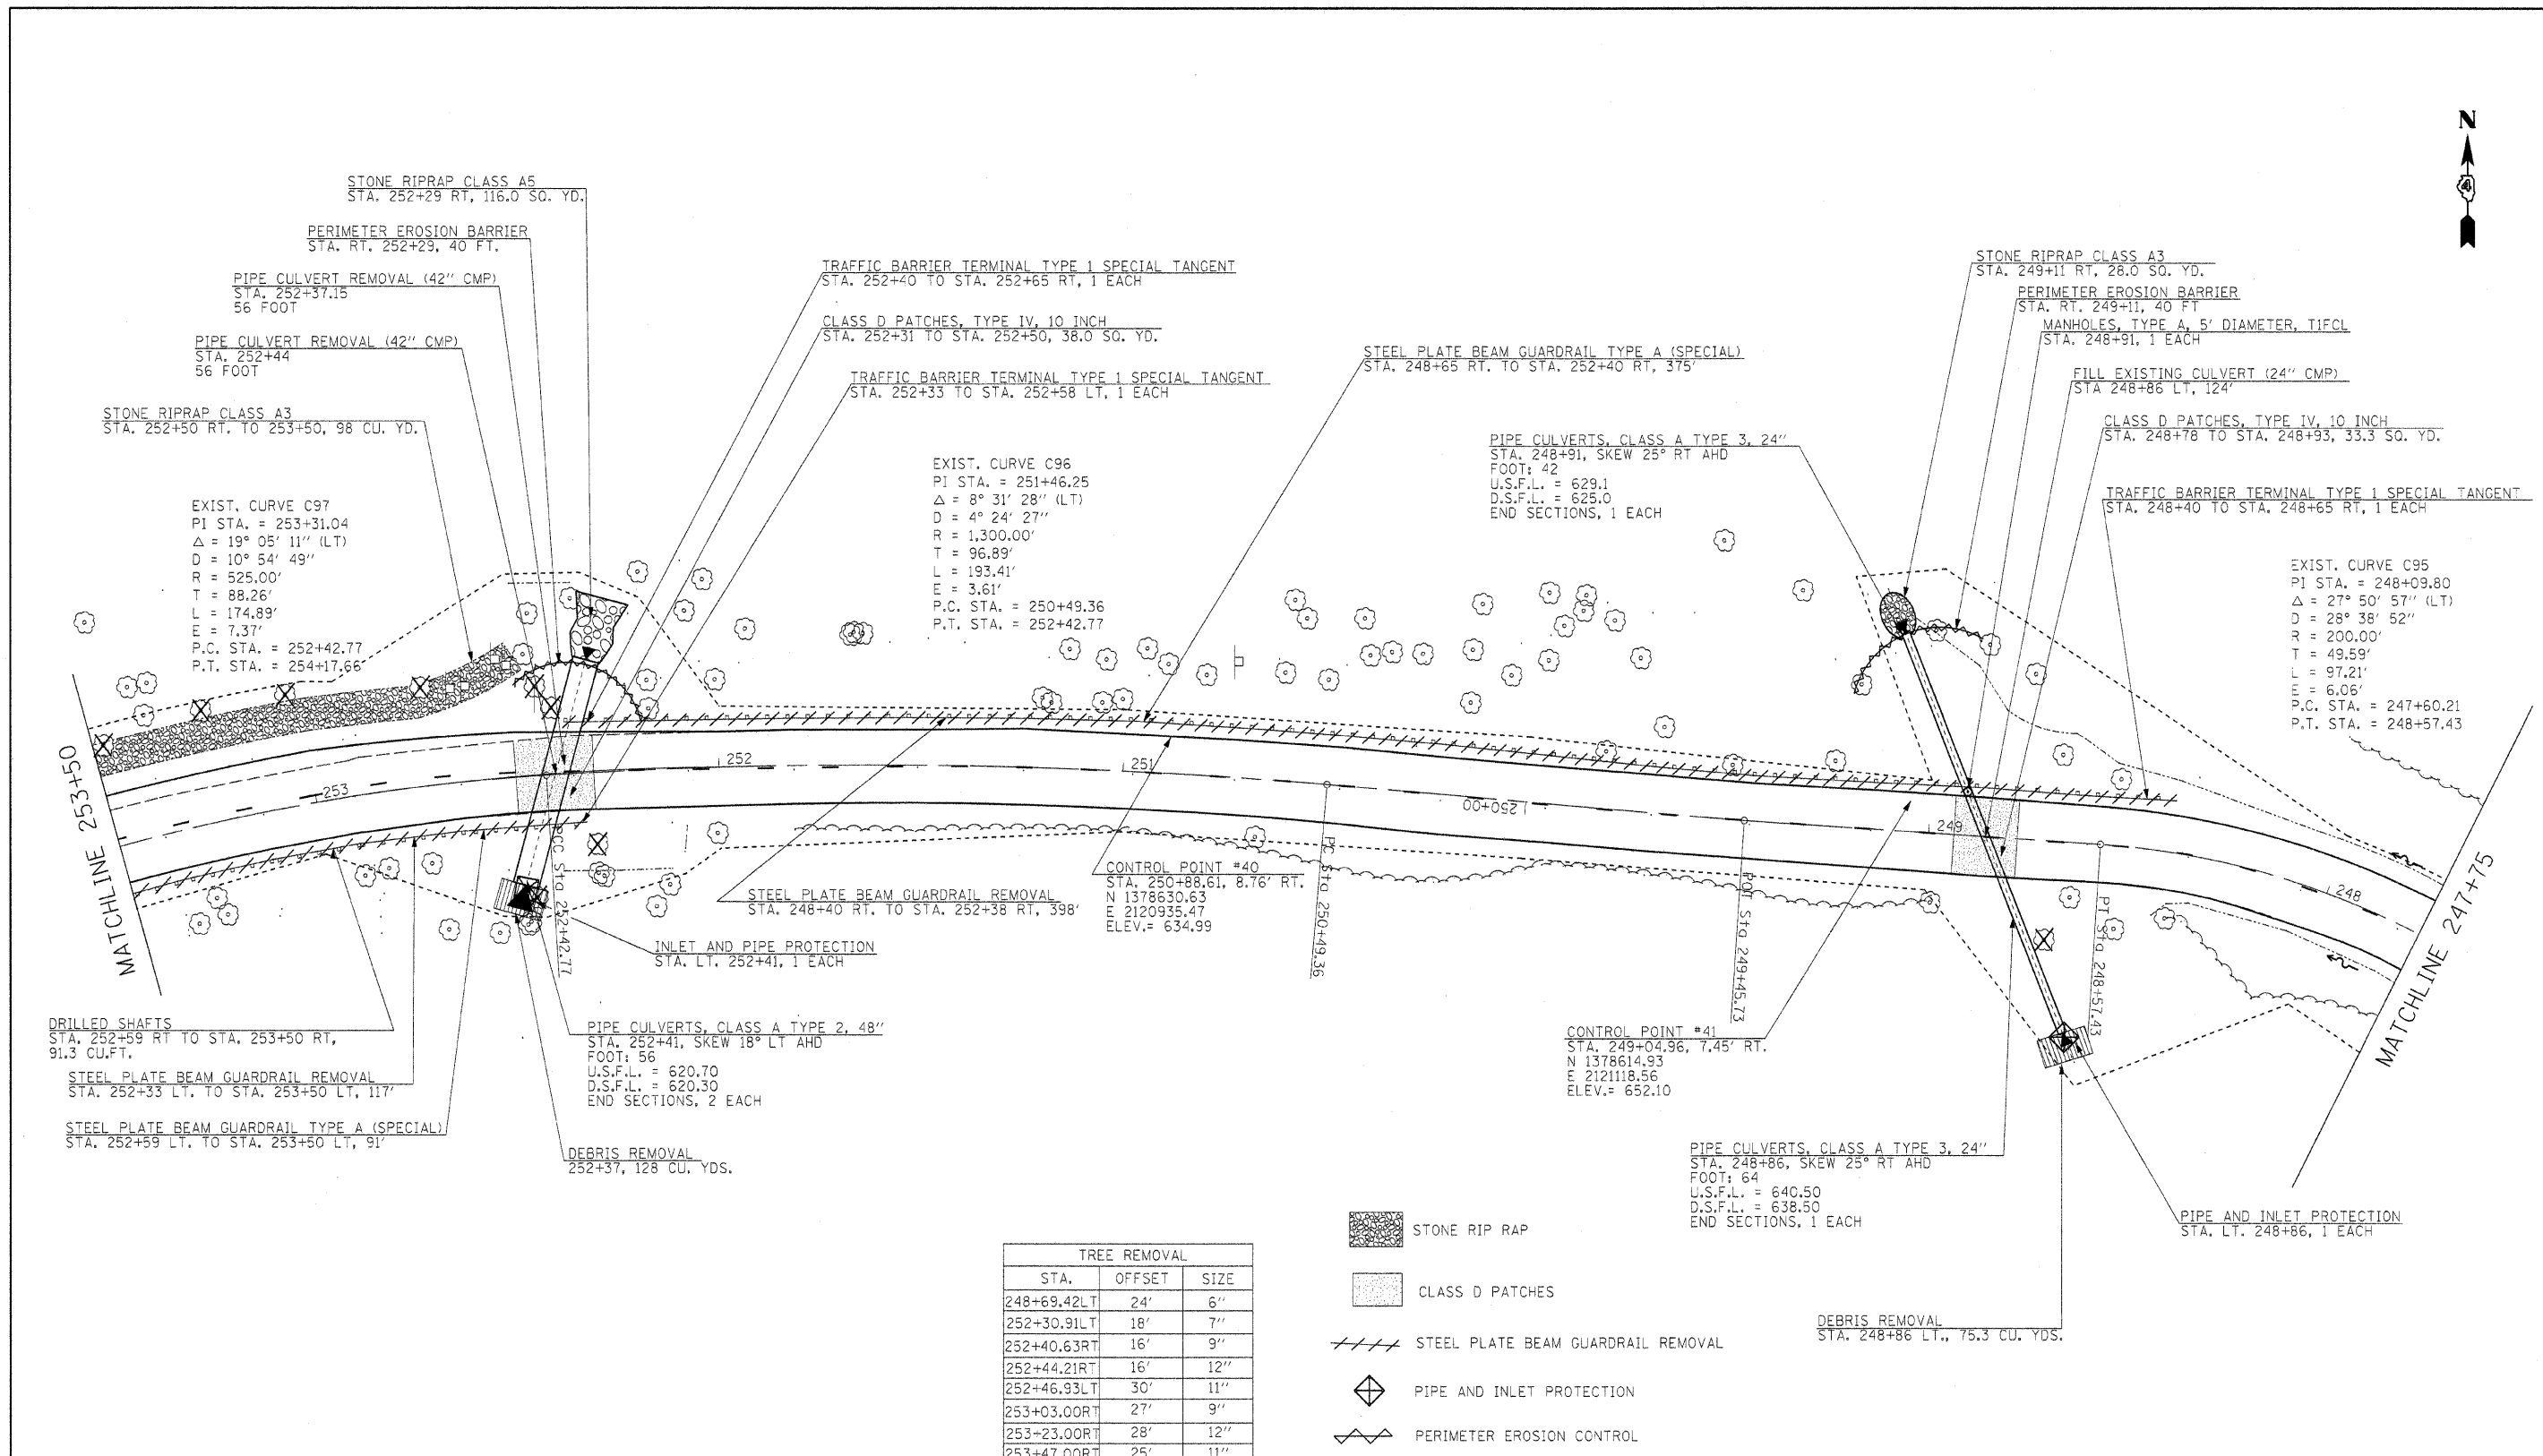 N
4
STONE RIPRAP CLASS A5
STA. 252+29 RT, 116.0 SQ. YD.
PERIMETER EROSION BARRIER
STA. RT. 252+29, 40 FT.
PIPE CULVERT REMOVAL (42" CMP)
STA. 252+37.15
56 FOOT
PIPE CULVERT REMOVAL (42" CMP)
STA. 252+44
56 FOOT
STONE RIPRAP CLASS A3
STA. 252+50 RT. TO 253+50, 98 CU. YD.
TRAFFIC BARRIER TERMINAL TYPE 1 SPECIAL TANGENT
STA. 252+40 TO STA. 252+65 RT, 1 EACH
CLASS D PATCHES, TYPE IV, 10 INCH
STA. 252+31 TO STA. 252+50, 38.0 SQ. YD.
TRAFFIC BARRIER TERMINAL TYPE 1 SPECIAL TANGENT
STA. 252+33 TO STA. 252+58 LT, 1 EACH
STEEL PLATE BEAM GUARDRAIL TYPE A (SPECIAL)
STA. 248+65 RT. TO STA. 252+40 RT, 375'
STONE RIPRAP CLASS A3
STA. 249+11 RT, 28.0 SQ. YD.
PERIMETER EROSION BARRIER
STA. RT. 249+11, 40 FT
MANHOLES, TYPE A, 5' DIAMETER, T1FCL
STA. 248+91, 1 EACH
FILL EXISTING CULVERT (24" CMP)
STA 248+86 LT, 124'
CLASS D PATCHES, TYPE IV, 10 INCH
STA. 248+78 TO STA. 248+93, 33.3 SQ. YD.
TRAFFIC BARRIER TERMINAL TYPE 1 SPECIAL TANGENT
STA. 248+40 TO STA. 248+65 RT, 1 EACH
PIPE CULVERTS, CLASS A TYPE 3, 24"
STA. 248+91, SKEW 25° RT AHD
FOOT: 42
U.S.F.L. = 629.1
D.S.F.L. = 625.0
END SECTIONS, 1 EACH
EXIST. CURVE C97
PI STA. = 253+31.04
Δ = 19° 05' 11" (LT)
D = 10° 54' 49"
R = 525.00'
T = 88.26'
L = 174.89'
E = 7.37'
P.C. STA. = 252+42.77
P.T. STA. = 254+17.66
EXIST. CURVE C96
PI STA. = 251+46.25
Δ = 8° 31' 28" (LT)
D = 4° 24' 27"
R = 1,300.00'
T = 96.89'
L = 193.41'
E = 3.61'
P.C. STA. = 250+49.36
P.T. STA. = 252+42.77
EXIST. CURVE C95
PI STA. = 248+09.80
Δ = 27° 50' 57" (LT)
D = 28° 38' 52"
R = 200.00'
T = 49.59'
L = 97.21'
E = 6.06'
P.C. STA. = 247+60.21
P.T. STA. = 248+57.43
MATCHLINE 253+50
253
252
251
250+00
249
248
MATCHLINE 247+75
PCC Sta 252+42.77
PC Sta 250+49.36
POT Sta 249+45.73
PT Sta 248+57.43
STEEL PLATE BEAM GUARDRAIL REMOVAL
STA. 248+40 RT. TO STA. 252+38 RT, 398'
CONTROL POINT #40
STA. 250+88.61, 8.76' RT.
N 1378630.63
E 2120935.47
ELEV.= 634.99
INLET AND PIPE PROTECTION
STA. LT. 252+41, 1 EACH
CONTROL POINT #41
STA. 249+04.96, 7.45' RT.
N 1378614.93
E 2121118.56
ELEV.= 652.10
DRILLED SHAFTS
STA. 252+59 RT TO STA. 253+50 RT,
91.3 CU.FT.
STEEL PLATE BEAM GUARDRAIL REMOVAL
STA. 252+33 LT. TO STA. 253+50 LT, 117'
STEEL PLATE BEAM GUARDRAIL TYPE A (SPECIAL)
STA. 252+59 LT. TO STA. 253+50 LT, 91'
PIPE CULVERTS, CLASS A TYPE 2, 48"
STA. 252+41, SKEW 18° LT AHD
FOOT: 56
U.S.F.L. = 620.70
D.S.F.L. = 620.30
END SECTIONS, 2 EACH
DEBRIS REMOVAL
252+37, 128 CU. YDS.
PIPE CULVERTS, CLASS A TYPE 3, 24"
STA. 248+86, SKEW 25° RT AHD
FOOT: 64
U.S.F.L. = 640.50
D.S.F.L. = 638.50
END SECTIONS, 1 EACH
PIPE AND INLET PROTECTION
STA. LT. 248+86, 1 EACH
DEBRIS REMOVAL
STA. 248+86 LT., 75.3 CU. YDS.
TREE REMOVAL
STA. OFFSET SIZE
248+69.42LT 24' 6"
252+30.91LT 18' 7"
252+40.63RT 16' 9"
252+44.21RT 16' 12"
252+46.93LT 30' 11"
253+03.00RT 27' 9"
253+23.00RT 28' 12"
253+47.00RT 25' 11"
STONE RIP RAP
CLASS D PATCHES
STEEL PLATE BEAM GUARDRAIL REMOVAL
PIPE AND INLET PROTECTION
PERIMETER EROSION CONTROL